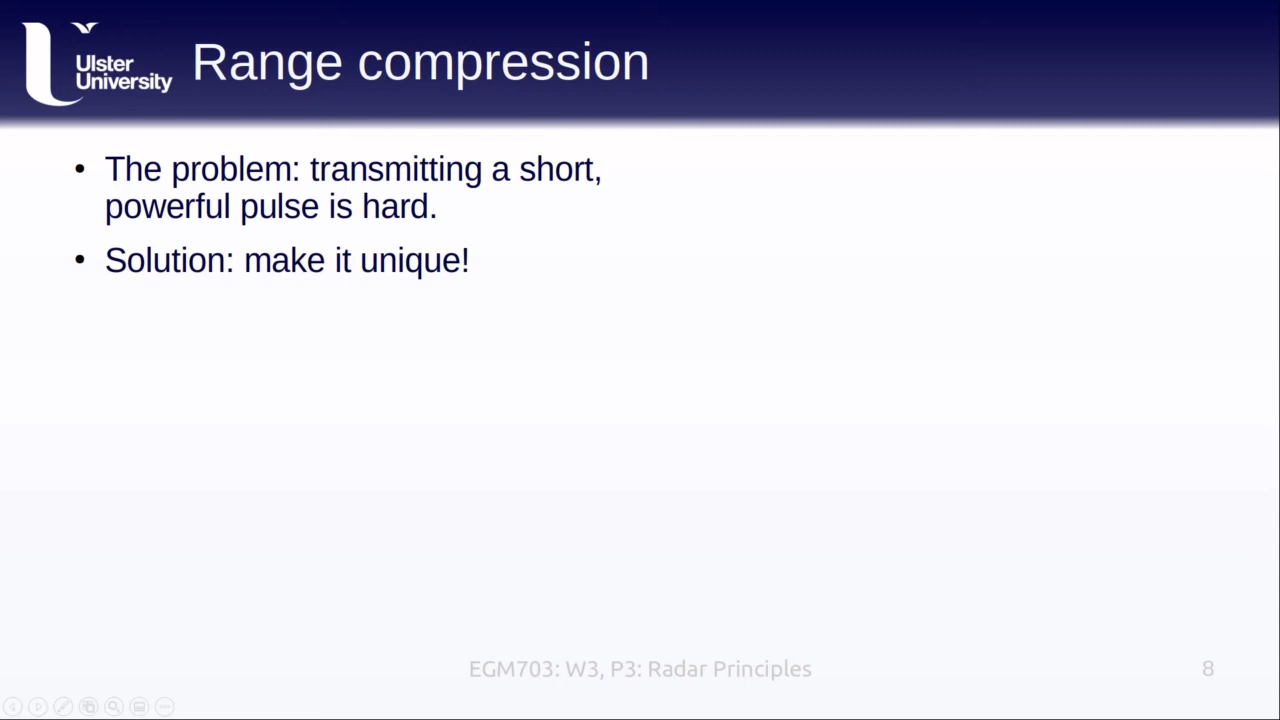 Ulster
University
Range compression
• The problem: transmitting a short,
powerful pulse is hard.
• Solution: make it unique!
EGM703: W3, P3: Radar Principles
8